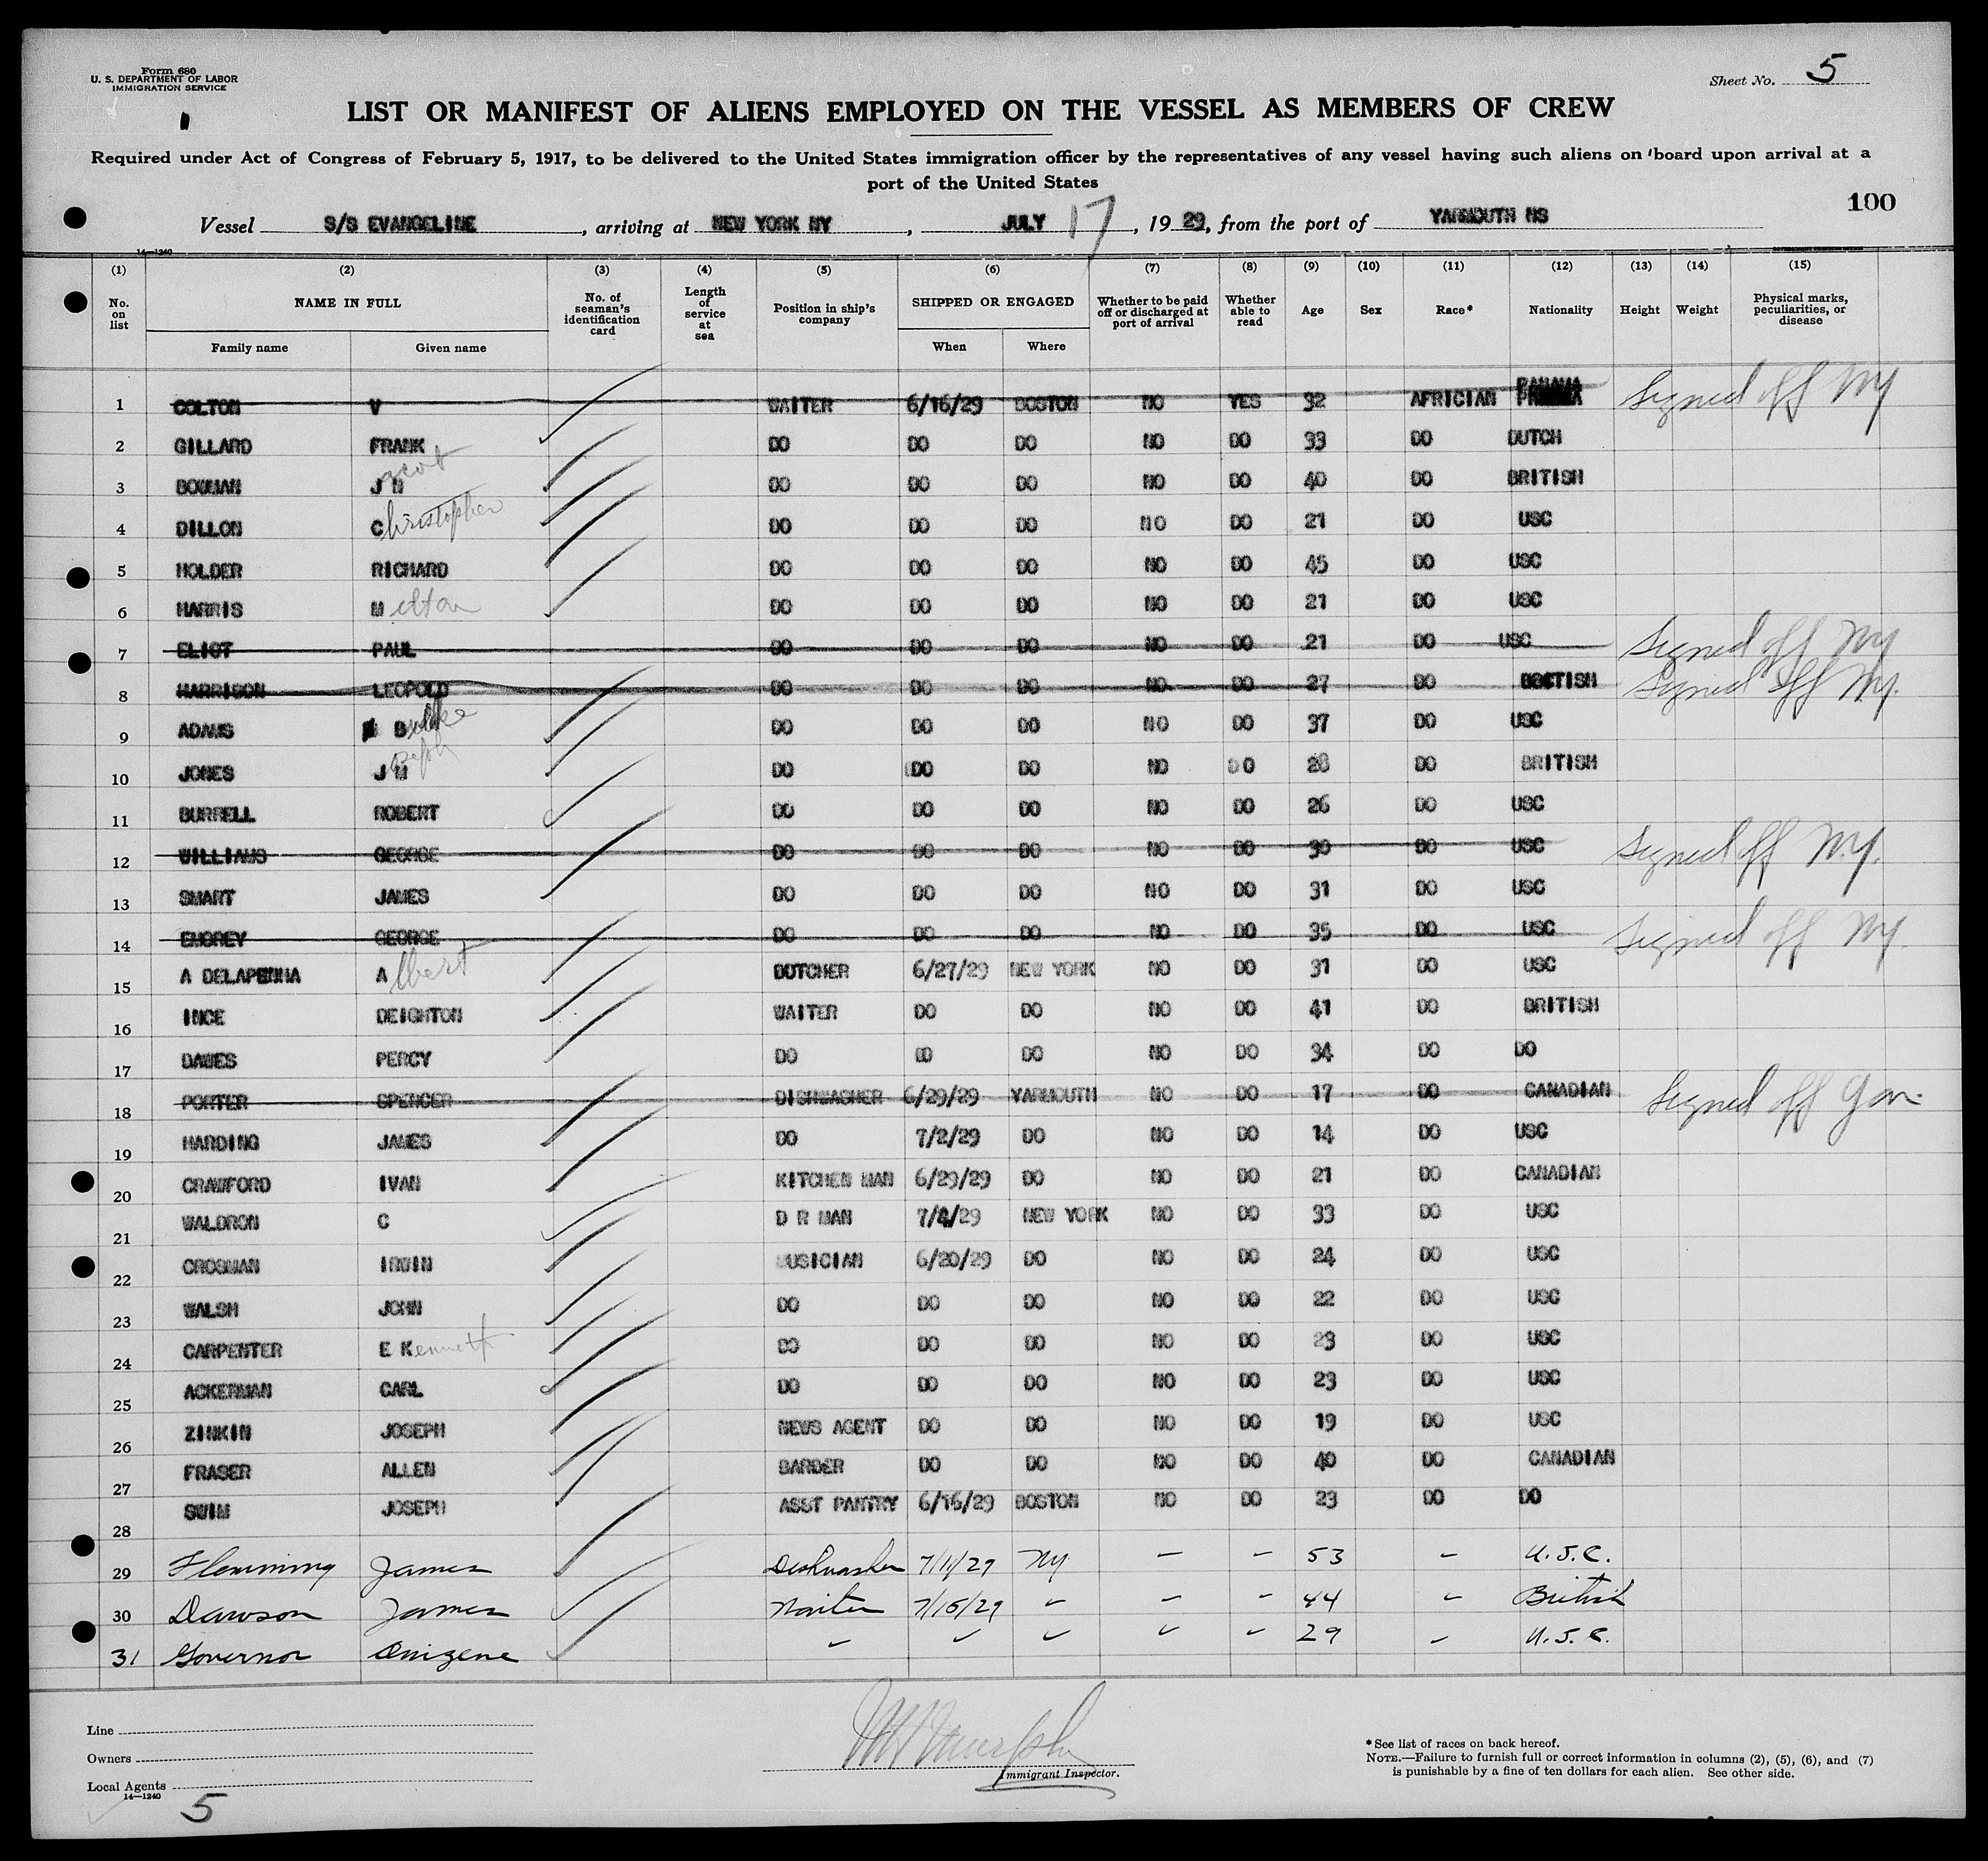 Form 680
U. S. DEPARTMENT OF LABOR
IMMIGRATION SERVICE
Sheet No. 5
LIST OR MANIFEST OF ALIENS EMPLOYED ON THE VESSEL AS MEMBERS OF CREW
Required under Act of Congress of February 5, 1917, to be delivered to the United States immigration officer by the representatives of any vessel having such aliens on board upon arrival at a
port of the United States
100
Vessel S/S EVANGELINE, arriving at NEW YORK NY, JULY 17, 1929, from the port of YARMOUTH NS
14—1240
(1) (2) (3) (4) (5) (6) (7) (8) (9) (10) (11) (12) (13) (14) (15)
No. on list NAME IN FULL Family name Given name No. of seaman's identification card Length of service at sea Position in ship's company SHIPPED OR ENGAGED When Where Whether to be paid off or discharged at port of arrival Whether able to read Age Sex Race* Nationality Height Weight Physical marks, peculiarities, or disease
1 COLTON V WAITER 6/16/29 BOSTON NO YES 32 AFRICIAN PANAMA Signed off NY
2 GILLARD FRANK DO DO DO NO DO 33 DO DUTCH
3 BOWMAN J N DO DO DO NO DO 40 DO BRITISH
4 DILLON Christopher DO DO DO NO DO 21 DO USC
5 HOLDER RICHARD DO DO DO NO DO 45 DO USC
6 HARRIS Milton DO DO DO NO DO 21 DO USC
7 ELIOT PAUL DO DO DO NO DO 21 DO USC Signed off NY
8 HARRISON LEOPOLD DO DO DO NO DO 27 DO Signed off NY.
9 ADAMS DO DO DO NO DO 37 DO USC
10 JONES J M DO DO DO NO DO 28 DO BRITISH
11 BURRELL ROBERT DO DO DO NO DO 26 DO USC
12 WILLIAMS GEORGE DO DO DO NO DO 30 DO USC Signed off N.Y.
13 SMART JAMES DO DO DO NO DO 31 DO USC
14 EMOREY GEORGE DO DO DO NO DO 35 DO USC Signed off NY
15 A DELAPENHA Albert BUTCHER 6/27/29 NEW YORK NO DO 31 DO USC
16 INCE DEIGHTON WAITER DO DO NO DO 41 DO BRITISH
17 DAWES PERCY DO DO DO NO DO 34 DO DO
18 PORTER SPENCER DISHWASHER 6/29/29 YARMOUTH NO DO 17 DO CANADIAN Signed off Yar.
19 HARDING JAMES DO 7/2/29 DO NO DO 14 DO USC
20 CRAWFORD IVAN KITCHEN MAN 6/29/29 DO NO DO 21 DO CANADIAN
21 WALDRON C D R MAN 7/4/29 NEW YORK NO DO 33 DO USC
22 CROSMAN IRWIN MUSICIAN 6/20/29 DO NO DO 24 DO USC
23 WALSH JOHN DO DO DO NO DO 22 DO USC
24 CARPENTER E Kenneth DO DO DO NO DO 23 DO USC
25 ACKERMAN CARL DO DO DO NO DO 23 DO USC
26 ZINKIN JOSEPH NEWS AGENT DO DO NO DO 19 DO USC
27 FRASER ALLEN BARBER DO DO NO DO 40 DO CANADIAN
28 SWIM JOSEPH ASST PANTRY 6/16/29 BOSTON NO DO 23 DO DO
29 Flemming James Dishwasher 7/11/29 NY — — 53 — U.S.C.
30 Dawson James Waiter 7/15/29 44 British
31 Governor Onizene 29 U.S.C.
Line
Owners
Local Agents
14—1240
5
Immigrant Inspector.
* See list of races on back hereof.
NOTE.—Failure to furnish full or correct information in columns (2), (5), (6), and (7)
is punishable by a fine of ten dollars for each alien. See other side.